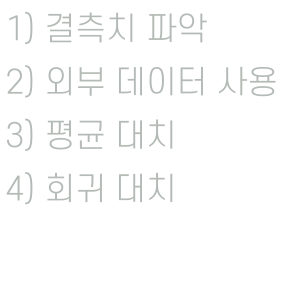 1) 결측치 파악
2) 외부 데이터 사용
3) 평균 대치
4) 회귀 대치